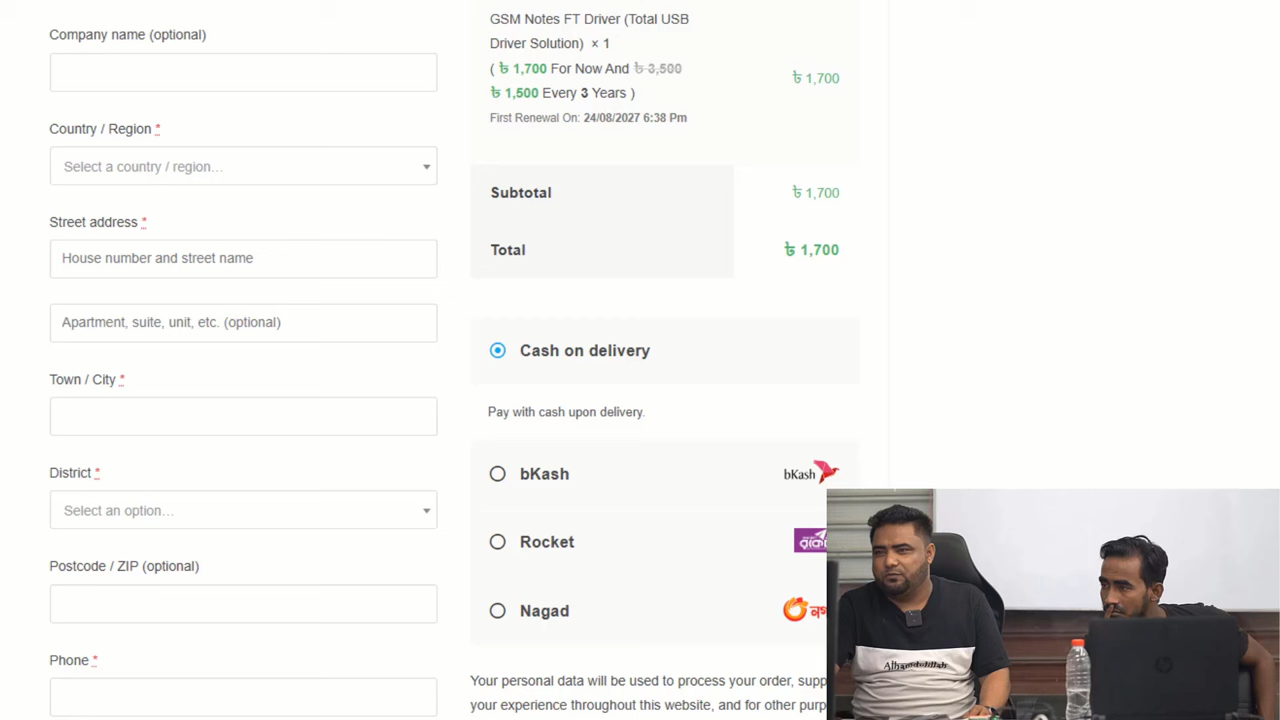 Company name (optional)
Country / Region *
Select a country / region…
Street address *
House number and street name
Apartment, suite, unit, etc. (optional)
Town / City *
District *
Select an option…
Postcode / ZIP (optional)
Phone *
GSM Notes FT Driver (Total USB
Driver Solution) × 1
( ৳ 1,700 For Now And ৳ 3,500
৳ 1,500 Every 3 Years )
First Renewal On: 24/08/2027 6:38 Pm
৳ 1,700
Subtotal ৳ 1,700
Total ৳ 1,700
Cash on delivery
Pay with cash upon delivery.
bKash bKash
Rocket
Nagad
Your personal data will be used to process your order, supp
your experience throughout this website, and for other purp
Alhamdulillah